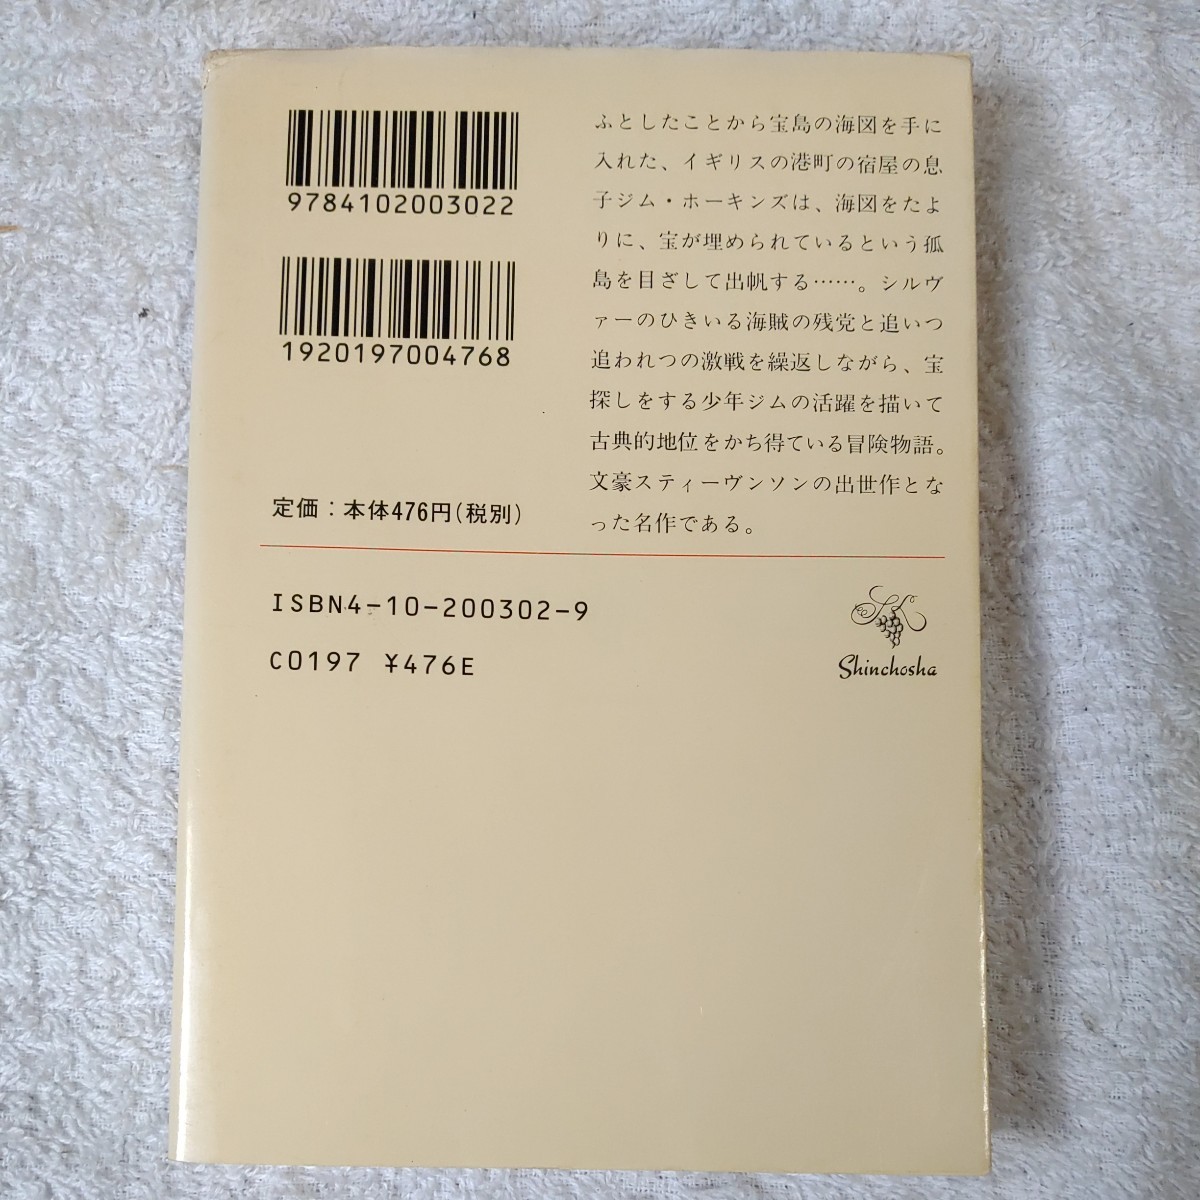 9784102003022
1920197004768
定価：本体476円(税別)
ふとしたことから宝島の海図を手に
入れた、イギリスの港町の宿屋の息
子ジム・ホーキンズは、海図をたよ
りに、宝が埋められているという孤
島を目ざして出帆する……。シルヴ
ァーのひきいる海賊の残党と追いつ
追われつの激戦を繰返しながら、宝
探しをする少年ジムの活躍を描いて
古典的地位をかち得ている冒険物語。
文豪スティーヴンソンの出世作とな
った名作である。
ISBN4-10-200302-9
C0197 ¥476E
SK
Shinchosha